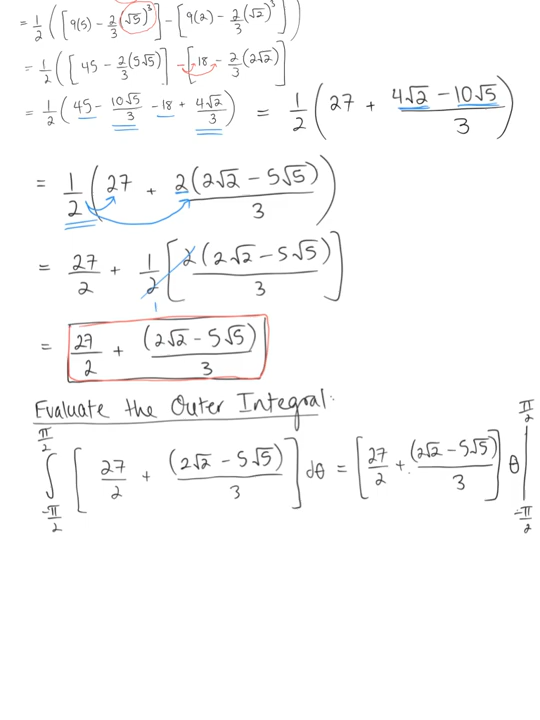 = 1/2 ([9(5) - 2/3 (√5)³] - [9(2) - 2/3 (√2)³])
= 1/2 ([45 - 2/3 (5√5)] - [18 - 2/3 (2√2)]
= 1/2 (45 - 10√5/3 - 18 + 4√2/3) = 1/2 (27 + (4√2 - 10√5)/3)
= 1/2 (27 + 2(2√2 - 5√5)/3)
= 27/2 + 1/2 [2(2√2 - 5√5)/3]
1
= 27/2 + (2√2 - 5√5)/3
Evaluate the Outer Integral:
∫_{-π/2}^{π/2} [27/2 + (2√2 - 5√5)/3] dθ = [27/2 + (2√2 - 5√5)/3] θ |_{-π/2}^{π/2}